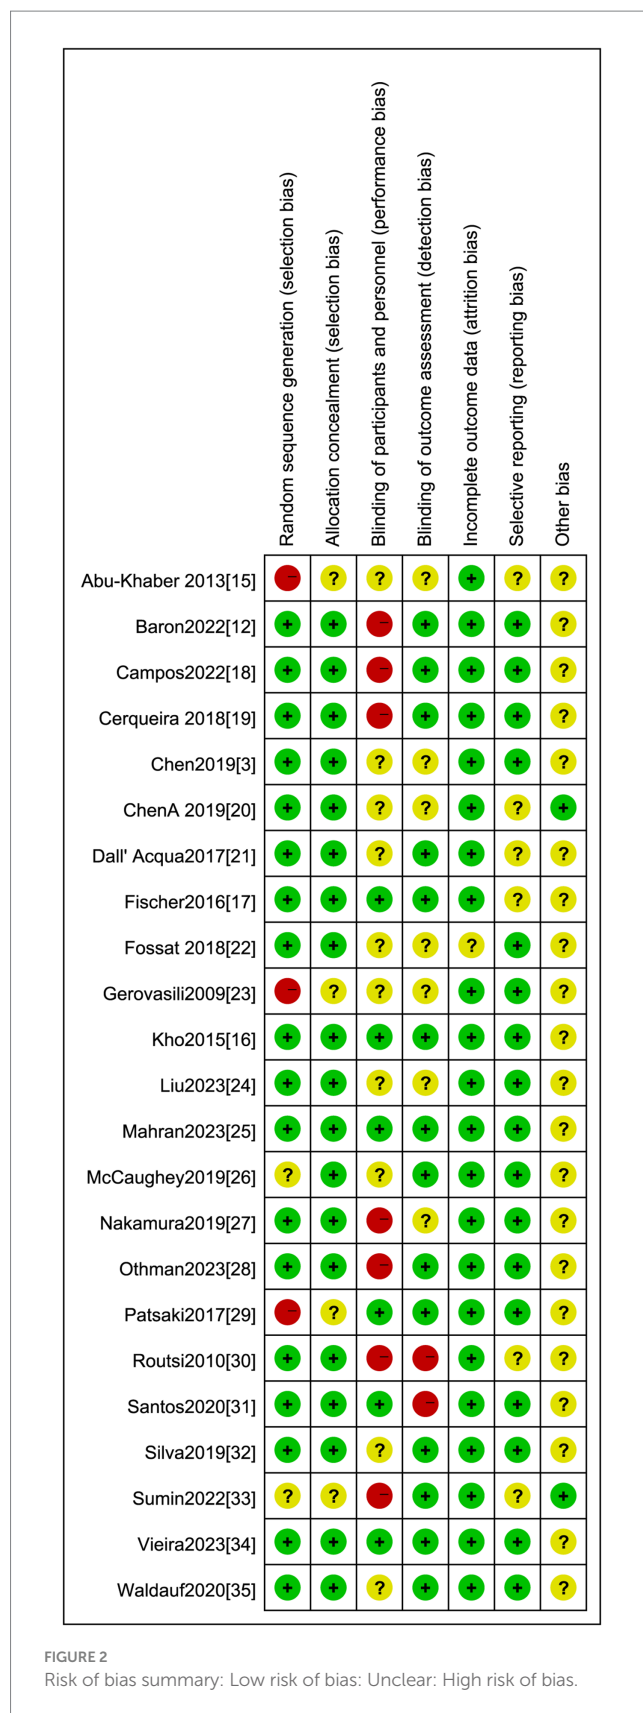 Random sequence generation (selection bias)
Allocation concealment (selection bias)
Blinding of participants and personnel (performance bias)
Blinding of outcome assessment (detection bias)
Incomplete outcome data (attrition bias)
Selective reporting (reporting bias)
Other bias
Abu-Khaber 2013[15] − ? ? ? + ? ?
Baron2022[12] + + − + + + ?
Campos2022[18] + + − + + + ?
Cerqueira 2018[19] + + − + + + ?
Chen2019[3] + + ? ? + + ?
ChenA 2019[20] + + ? ? + ? +
Dall' Acqua2017[21] + + ? + + ? ?
Fischer2016[17] + + + + + ? ?
Fossat 2018[22] + + ? ? ? + ?
Gerovasili2009[23] − ? ? ? + + ?
Kho2015[16] + + + + + + ?
Liu2023[24] + + ? ? + + ?
Mahran2023[25] + + + + + + ?
McCaughey2019[26] ? + ? + + + ?
Nakamura2019[27] + + − ? + + ?
Othman2023[28] + + − + + + ?
Patsaki2017[29] − ? + + + + ?
Routsi2010[30] + + − − + ? ?
Santos2020[31] + + + − + + ?
Silva2019[32] + + ? + + + ?
Sumin2022[33] ? ? − + + ? +
Vieira2023[34] + + + + + + ?
Waldauf2020[35] + + ? + + + ?
FIGURE 2
Risk of bias summary: Low risk of bias: Unclear: High risk of bias.